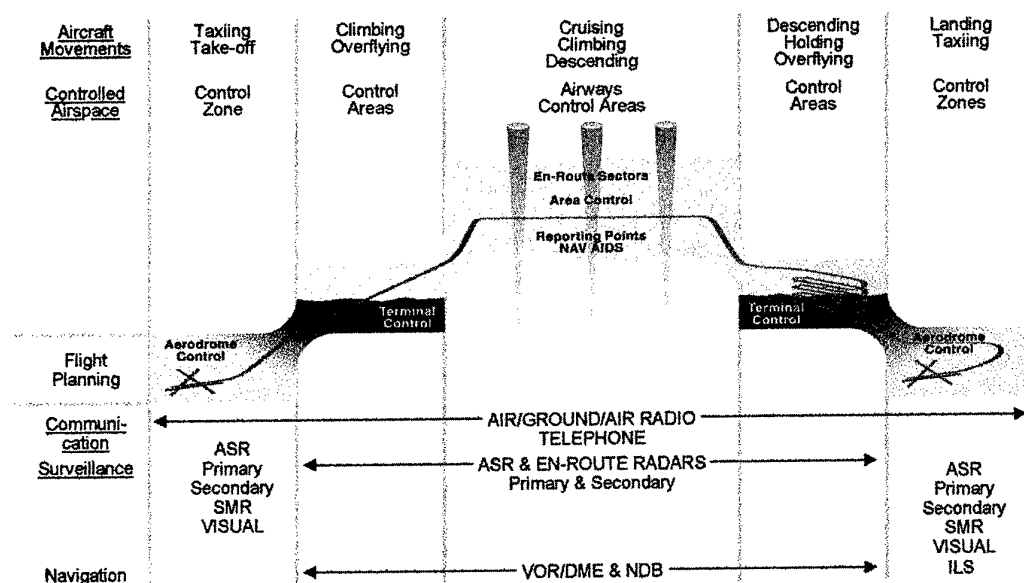 Aircraft
Movements
Taxiing
Take-off
Climbing
Overflying
Cruising
Climbing
Descending
Descending
Holding
Overflying
Landing
Taxiing
Controlled
Airspace
Control
Zone
Control
Areas
Airways
Control Areas
Control
Areas
Control
Zones
En-Route Sectors
Area Control
Reporting Points
NAV AIDS
Terminal
Control
Terminal
Control
Flight
Planning
Aerodrome
Control
Aerodrome
Control
Communi-
cation
AIR/GROUND/AIR RADIO
TELEPHONE
Surveillance
ASR
Primary
Secondary
SMR
VISUAL
ASR & EN-ROUTE RADARS
Primary & Secondary
ASR
Primary
Secondary
SMR
VISUAL
ILS
Navigation
VOR/DME & NDB